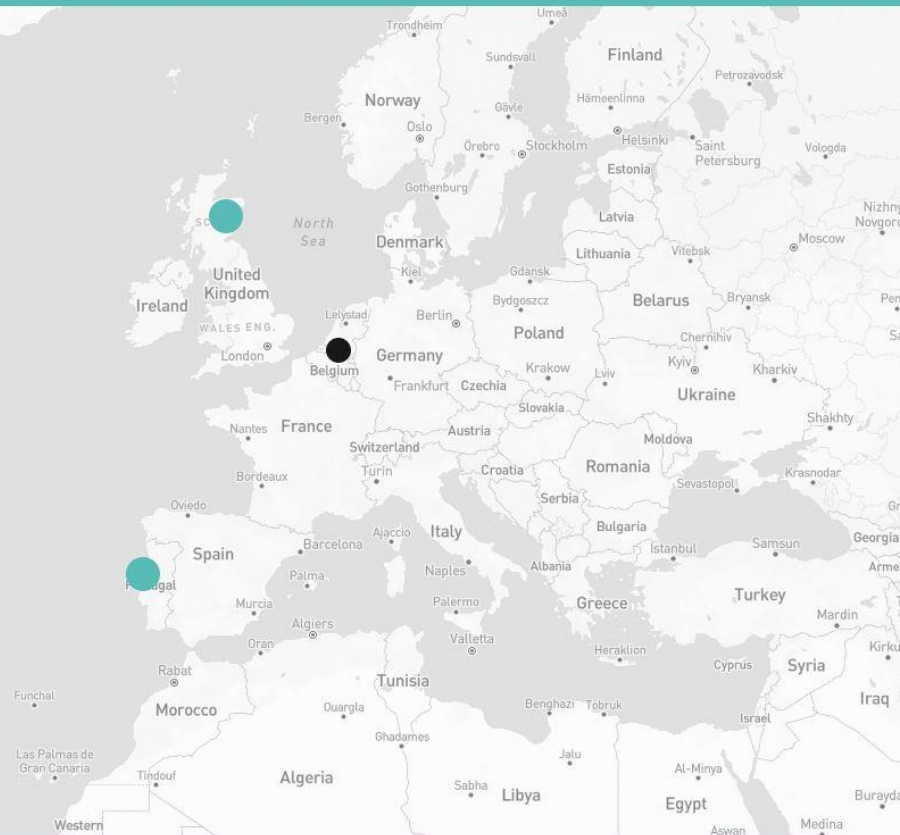 Umeå
Trondheim
Sundsvall
Finland
Petrozavodsk
Norway
Hämeenlinna
Gävle
Bergen
Oslo
Örebro
Stockholm
Helsinki
Saint
Petersburg
Vologda
Estonia
Gothenburg
Latvia
Nizhny
Novgoro
North
Sea
SC
Denmark
Moscow
Lithuania
Vitebsk
Kiel
Gdansk
United
Kingdom
Ireland
Bydgoszcz
Belarus
Bryansk
Pen
Lelystad
Berlin
Poland
WALES ENG.
London
Chernihiv
Sa
Germany
Belgium
Frankfurt
Czechia
Krakow
Lviv
Kyiv
Kharkiv
Ukraine
Slovakia
Nantes
France
Austria
Moldova
Shakhty
Switzerland
Turin
Croatia
Romania
Bordeaux
Sevastopol
Krasnodar
Serbia
Oviedo
Gr
Spain
Barcelona
Ajaccio
Italy
Bulgaria
Istanbul
Samsun
Georgia
Naples
Albania
Arme
P
tugal
Palma
Murcia
Palermo
Greece
Turkey
Mardin
Algiers
Oran
Valletta
Heraklion
Cyprus
Syria
Kirku
Rabat
Tunisia
Funchal
Morocco
Ouargla
Benghazi
Tobruk
Israel
Iraq
Ghadames
Las Palmas de
Gran Canaria
Tindouf
Algeria
Jalu
Al-Minya
Sabha
Libya
Egypt
Burayda
Western
Aswan
Medina